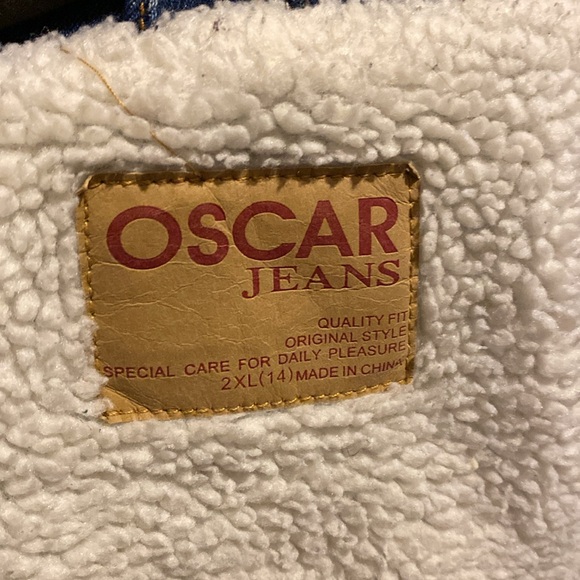 OSCAR
JEANS
QUALITY FIT
ORIGINAL STYLE
SPECIAL CARE FOR DAILY PLEASURE
2XL(14) MADE IN CHINA